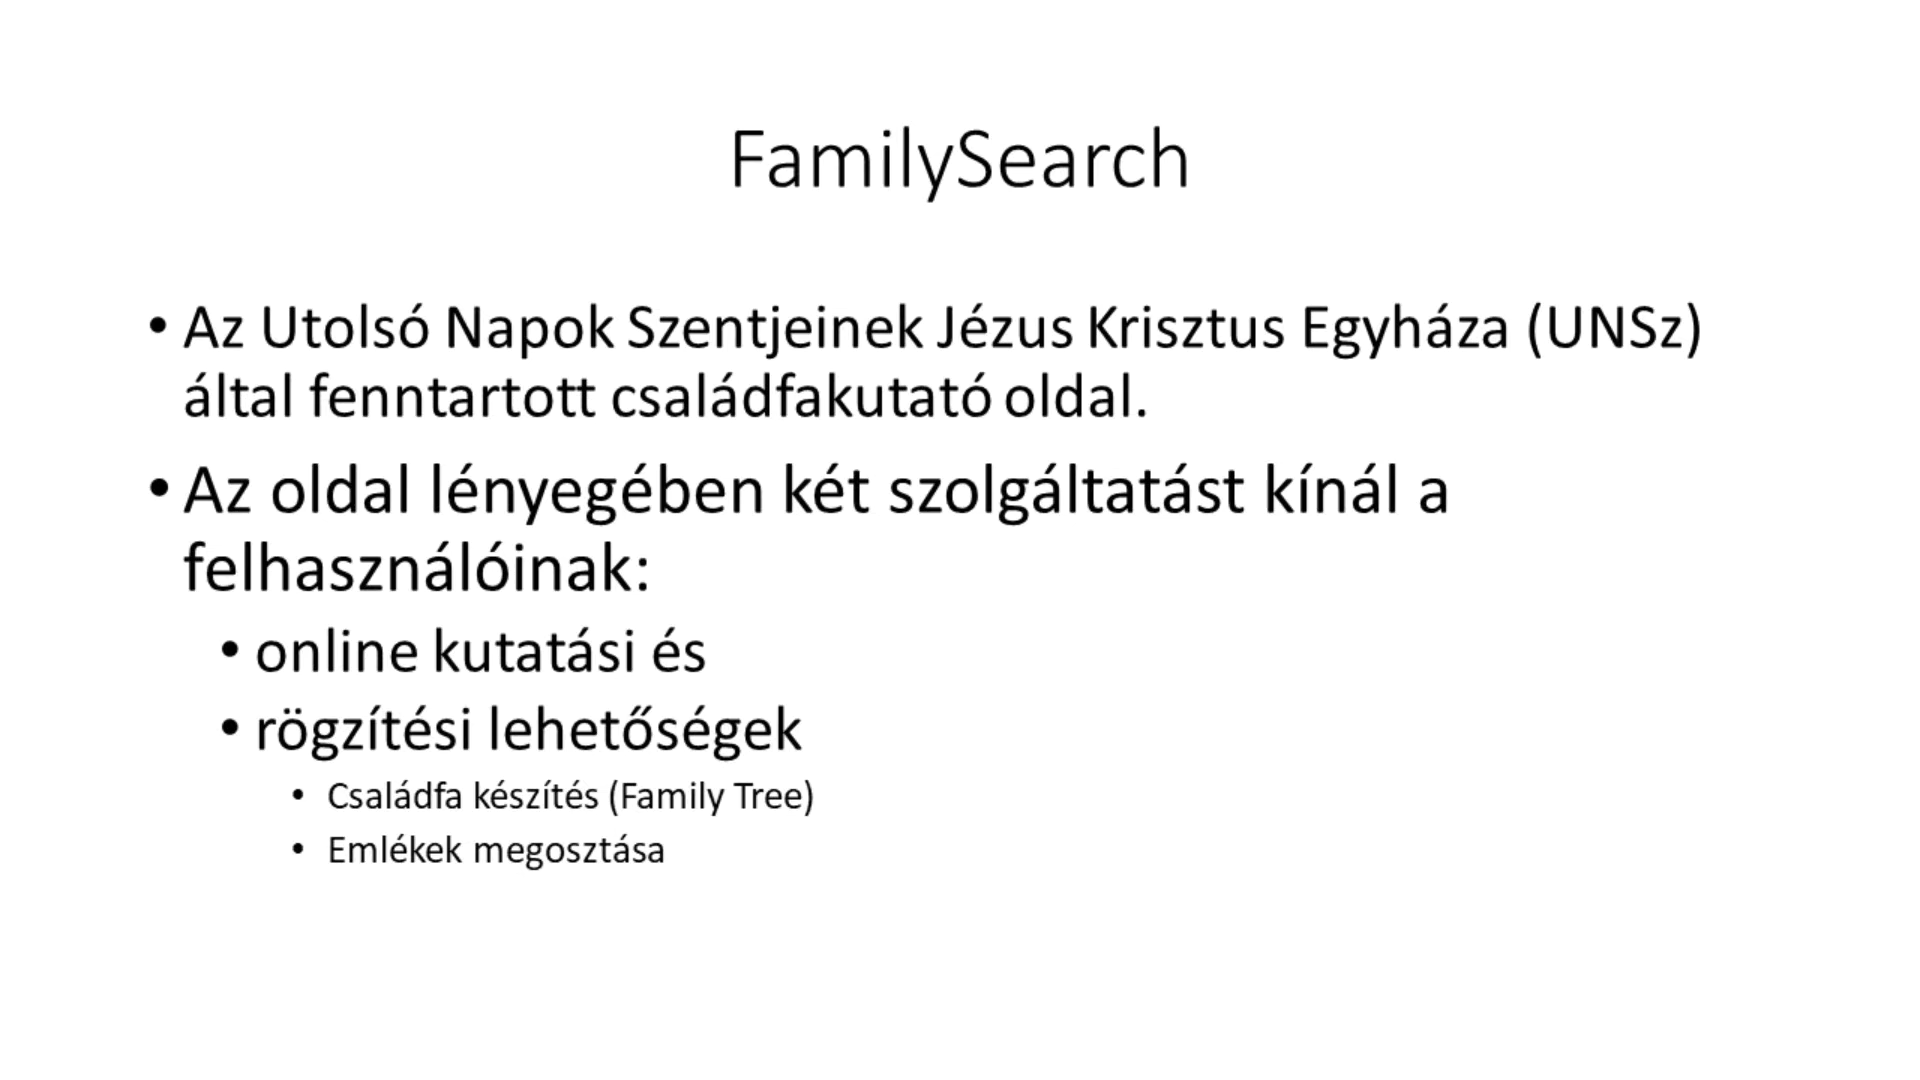 FamilySearch
• Az Utolsó Napok Szentjeinek Jézus Krisztus Egyháza (UNSz)
által fenntartott családfakutató oldal.
• Az oldal lényegében két szolgáltatást kínál a
felhasználóinak:
• online kutatási és
• rögzítési lehetőségek
• Családfa készítés (Family Tree)
• Emlékek megosztása